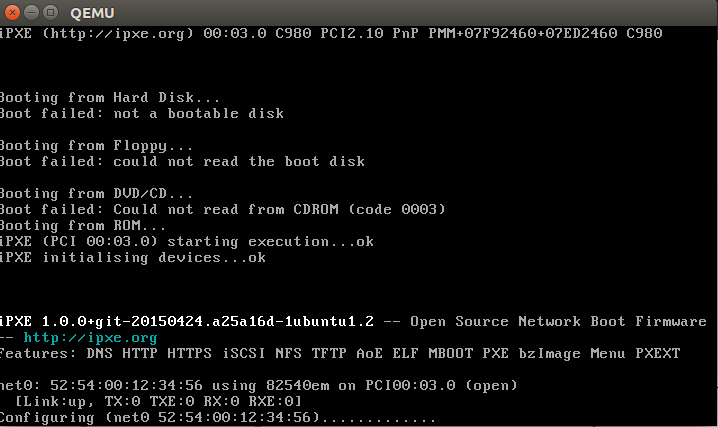 QEMU
iPXE (http://ipxe.org) 00:03.0 C980 PCI2.10 PnP PMM+07F92460+07ED2460 C980
Booting from Hard Disk...
Boot failed: not a bootable disk
Booting from Floppy...
Boot failed: could not read the boot disk
Booting from DVD/CD...
Boot failed: Could not read from CDROM (code 0003)
Booting from ROM...
iPXE (PCI 00:03.0) starting execution...ok
iPXE initialising devices...ok
iPXE 1.0.0+git-20150424.a25a16d-1ubuntu1.2 -- Open Source Network Boot Firmware
-- http://ipxe.org
Features: DNS HTTP HTTPS iSCSI NFS TFTP AoE ELF MBOOT PXE bzImage Menu PXEXT
net0: 52:54:00:12:34:56 using 82540em on PCI00:03.0 (open)
[Link:up, TX:0 TXE:0 RX:0 RXE:0]
Configuring (net0 52:54:00:12:34:56).............